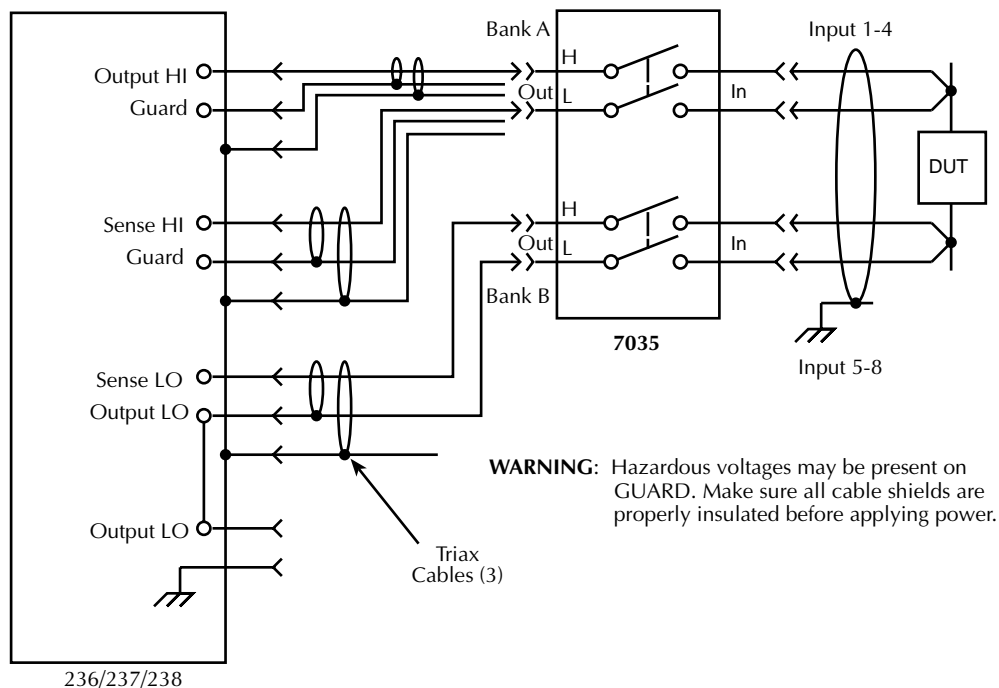 Bank A
Input 1-4
Output HI
H
Guard
Out
L
In
DUT
Sense HI
H
Guard
Out
L
In
Bank B
7035
Sense LO
Input 5-8
Output LO
WARNING: Hazardous voltages may be present on
GUARD. Make sure all cable shields are
properly insulated before applying power.
Output LO
Triax
Cables (3)
236/237/238